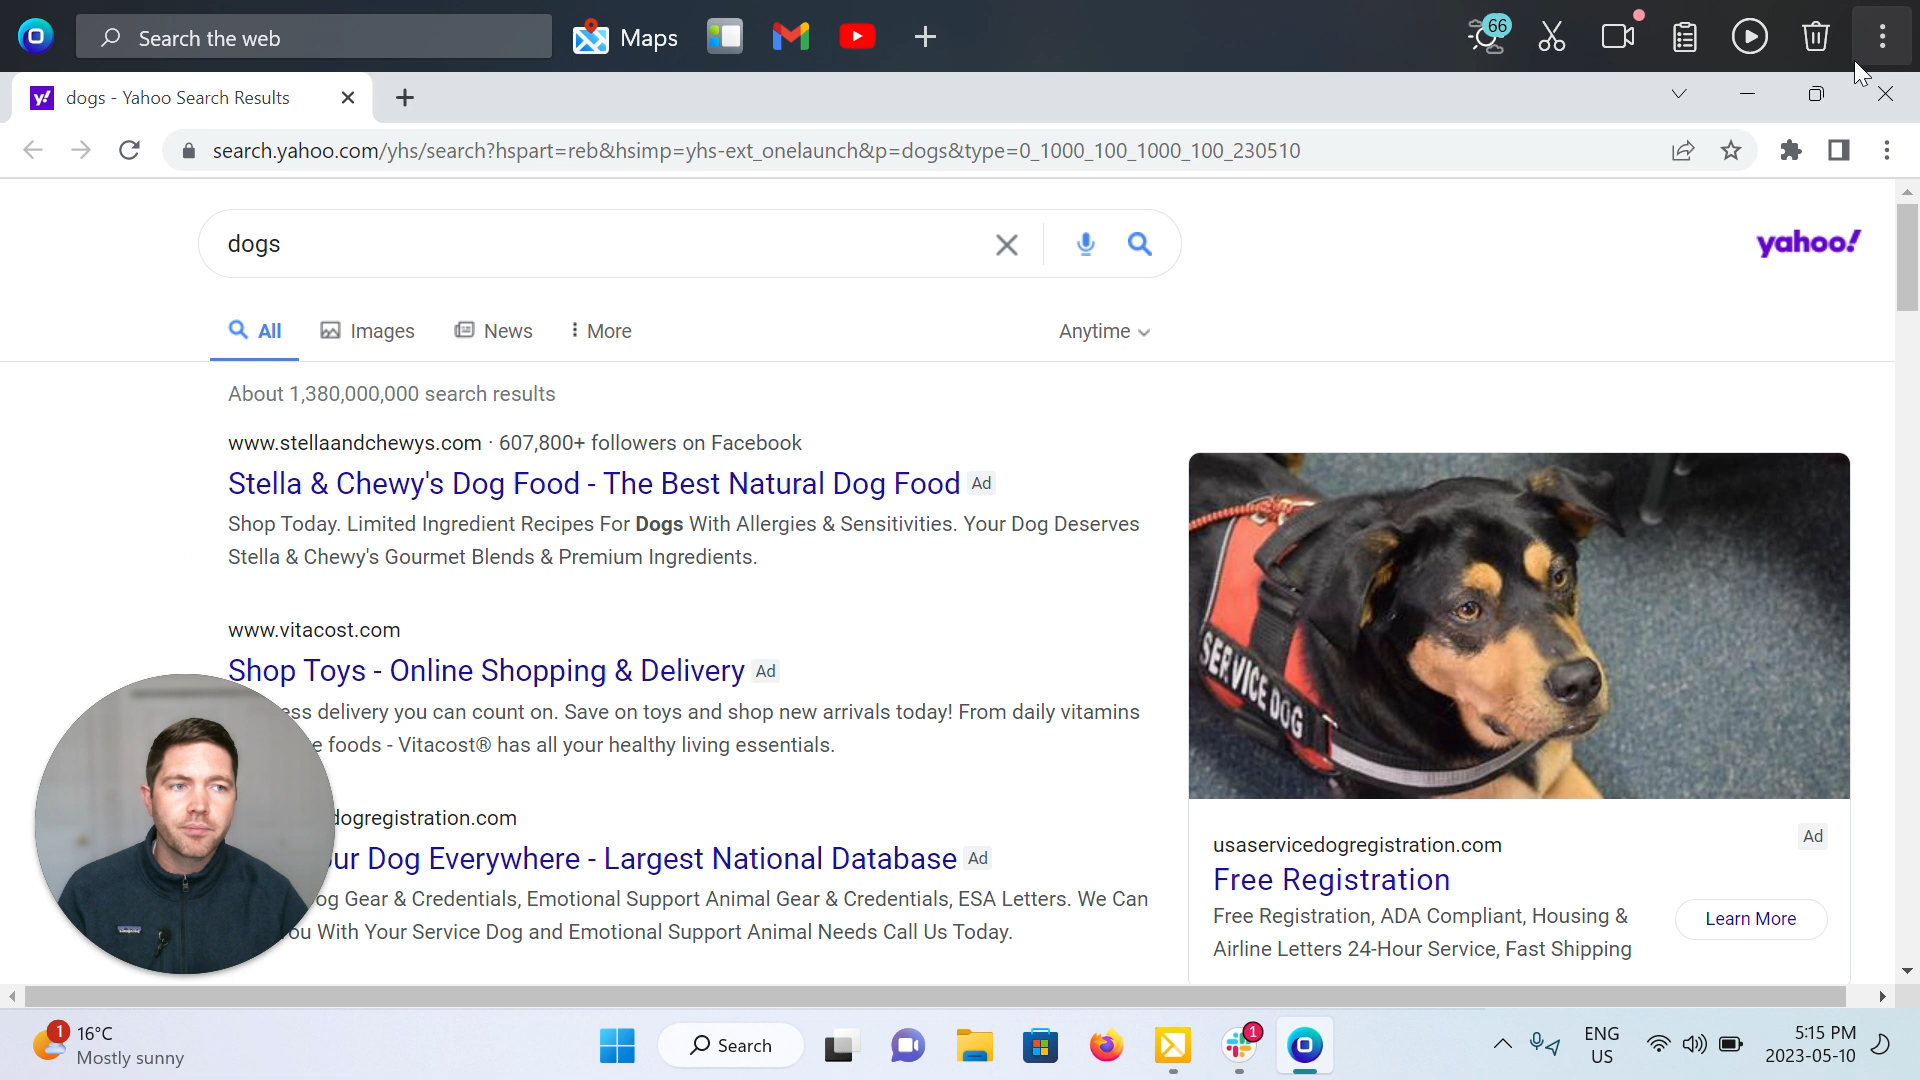 Search the web
Maps
66
dogs - Yahoo Search Results
search.yahoo.com/yhs/search?hspart=reb&hsimp=yhs-ext_onelaunch&p=dogs&type=0_1000_100_1000_100_230510
dogs
yahoo!
All
Images
News
More
Anytime
About 1,380,000,000 search results
www.stellaandchewys.com · 607,800+ followers on Facebook
Stella & Chewy's Dog Food - The Best Natural Dog Food Ad
Shop Today. Limited Ingredient Recipes For Dogs With Allergies & Sensitivities. Your Dog Deserves
Stella & Chewy's Gourmet Blends & Premium Ingredients.
www.vitacost.com
Shop Toys - Online Shopping & Delivery Ad
delivery you can count on. Save on toys and shop new arrivals today! From daily vitamins
foods - Vitacost® has all your healthy living essentials.
dogregistration.com
Dog Everywhere - Largest National Database Ad
Gear & Credentials, Emotional Support Animal Gear & Credentials, ESA Letters. We Can
With Your Service Dog and Emotional Support Animal Needs Call Us Today.
SERVICE DOG
usaservicedogregistration.com
Ad
Free Registration
Free Registration, ADA Compliant, Housing &
Airline Letters 24-Hour Service, Fast Shipping
Learn More
1
16°C
Mostly sunny
Search
1
ENG
US
5:15 PM
2023-05-10